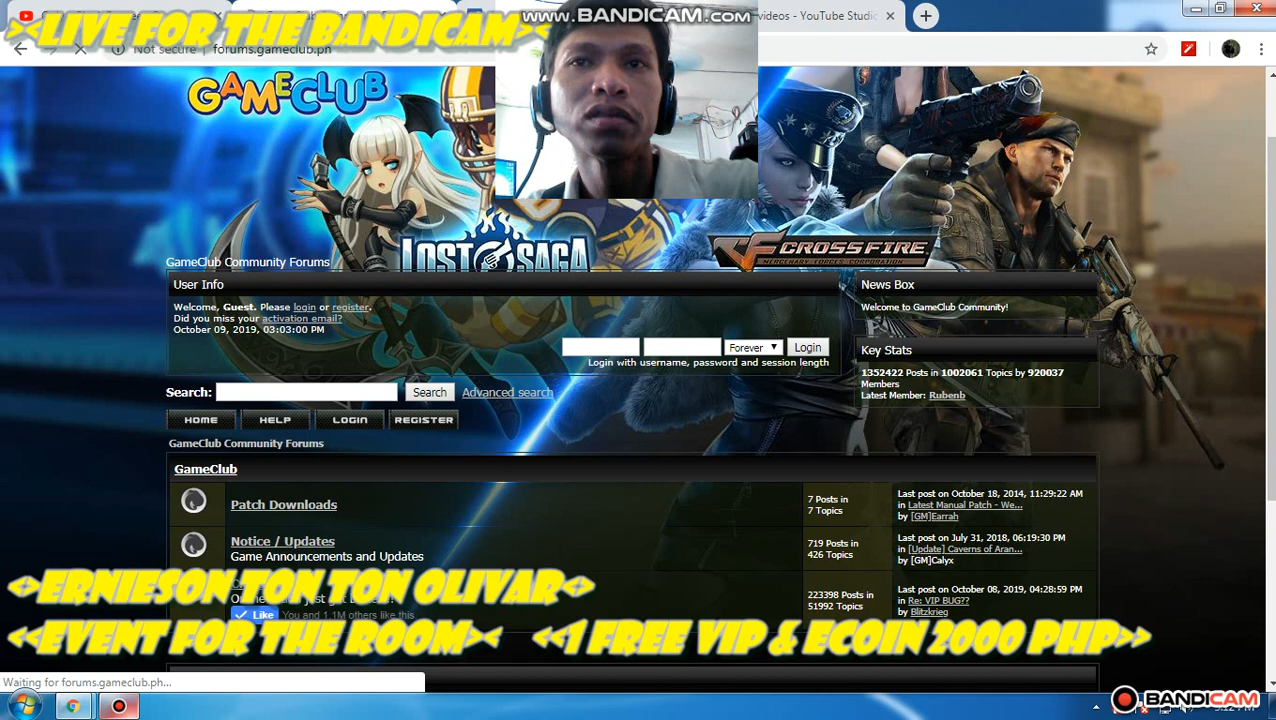 <>LIVE FOR THE BANDICAM><
www.BANDICAM.com
videos - YouTube Studio
Not secure | forums.gameclub.ph
GAMECLUB
LOST SAGA
CROSSFIRE
MERCENARY FORCES CORPORATION
GameClub Community Forums
User Info
Welcome, Guest. Please login or register.
Did you miss your activation email?
October 09, 2019, 03:03:00 PM
Forever
Login
Login with username, password and session length
News Box
Welcome to GameClub Community!
Key Stats
1352422 Posts in 1002061 Topics by 920037
Members
Latest Member: Rubenb
Search:
Search
Advanced search
HOME
HELP
LOGIN
REGISTER
GameClub Community Forums
GameClub
Patch Downloads
7 Posts in
7 Topics
Last post on October 18, 2014, 11:29:22 AM
in Latest Manual Patch - We...
by [GM]Earrah
Notice / Updates
Game Announcements and Updates
719 Posts in
426 Topics
Last post on July 31, 2018, 06:19:30 PM
in [Update] Caverns of Aran...
by [GM]Calyx
<>ERNIESON TON TON OLIVAR<>
Like
You and 1.1M others like this.
223398 Posts in
51992 Topics
Last post on October 08, 2019, 04:28:59 PM
in Re: VIP BUG??
by Blitzkrieg
<<EVENT FOR THE ROOM>< <<1 FREE VIP & ECOIN 2000 PHP>>
Waiting for forums.gameclub.ph...
BANDICAM